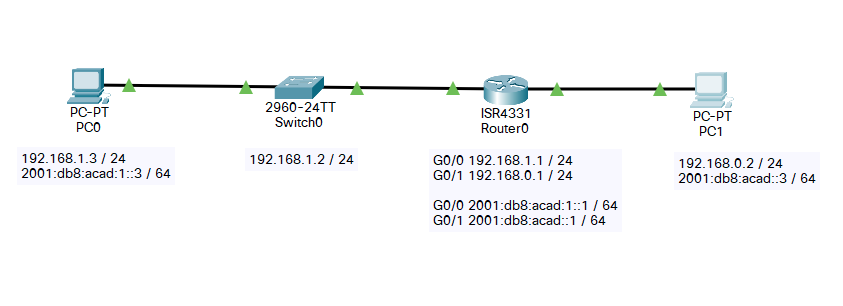 PC-PT
PC0
2960-24TT
Switch0
ISR4331
Router0
PC-PT
PC1
192.168.1.3 / 24
2001:db8:acad:1::3 / 64
192.168.1.2 / 24
G0/0 192.168.1.1 / 24
G0/1 192.168.0.1 / 24
G0/0 2001:db8:acad:1::1 / 64
G0/1 2001:db8:acad::1 / 64
192.168.0.2 / 24
2001:db8:acad::3 / 64